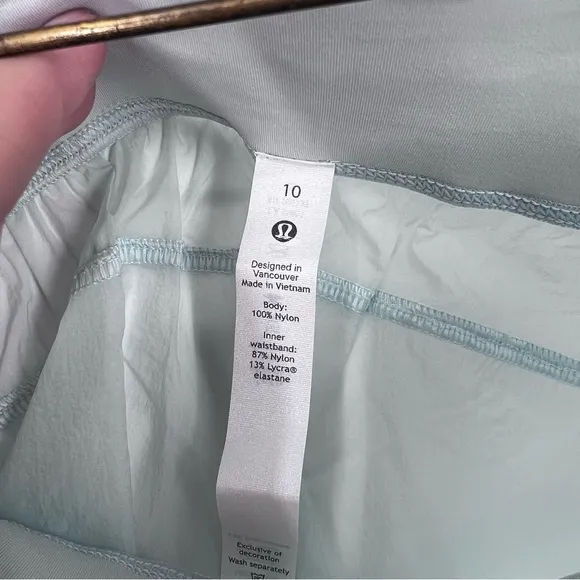 10
Designed in
Vancouver
Made in Vietnam
Body:
100% Nylon
Inner
waistband:
87% Nylon
13% Lycra®
elastane
Exclusive of
decoration
Wash separately